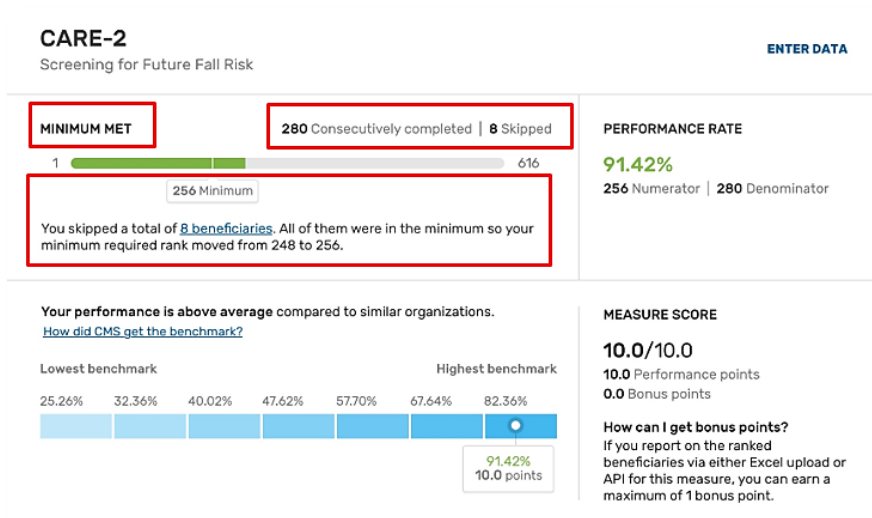 CARE-2
Screening for Future Fall Risk
ENTER DATA
MINIMUM MET
280 Consecutively completed | 8 Skipped
1
616
256 Minimum
You skipped a total of 8 beneficiaries. All of them were in the minimum so your
minimum required rank moved from 248 to 256.
PERFORMANCE RATE
91.42%
256 Numerator | 280 Denominator
Your performance is above average compared to similar organizations.
How did CMS get the benchmark?
Lowest benchmark
Highest benchmark
25.26% 32.36% 40.02% 47.62% 57.70% 67.64% 82.36%
91.42%
10.0 points
MEASURE SCORE
10.0/10.0
10.0 Performance points
0.0 Bonus points
How can I get bonus points?
If you report on the ranked
beneficiaries via either Excel upload or
API for this measure, you can earn a
maximum of 1 bonus point.